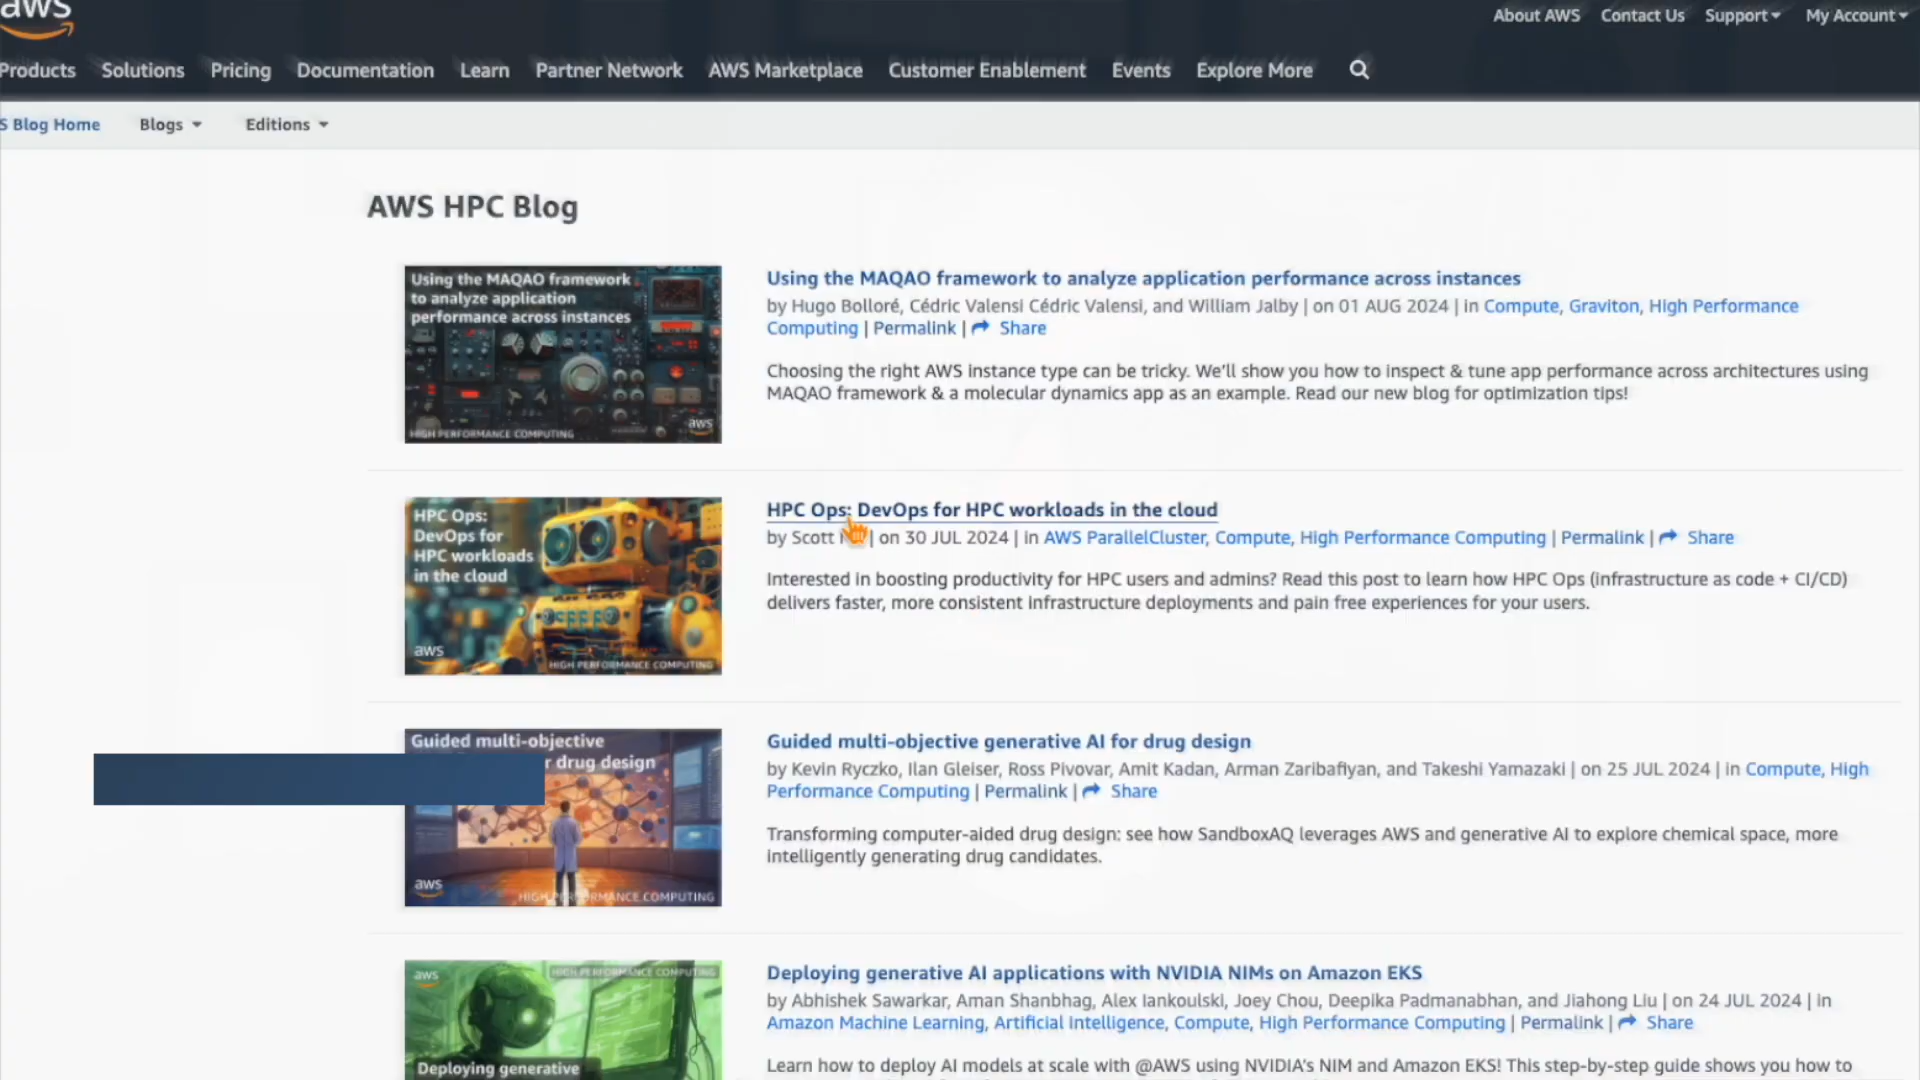 aws
About AWS Contact Us Support My Account
Products Solutions Pricing Documentation Learn Partner Network AWS Marketplace Customer Enablement Events Explore More
S Blog Home Blogs Editions
AWS HPC Blog
Using the MAQAO framework
to analyze application
performance across instances
HIGH PERFORMANCE COMPUTING
aws
Using the MAQAO framework to analyze application performance across instances
by Hugo Bolloré, Cédric Valensi Cédric Valensi, and William Jalby | on 01 AUG 2024 | in Compute, Graviton, High Performance
Computing | Permalink | Share
Choosing the right AWS instance type can be tricky. We'll show you how to inspect & tune app performance across architectures using
MAQAO framework & a molecular dynamics app as an example. Read our new blog for optimization tips!
HPC Ops:
DevOps for
HPC workloads
in the cloud
aws
HIGH PERFORMANCE COMPUTING
HPC Ops: DevOps for HPC workloads in the cloud
by Scott | on 30 JUL 2024 | in AWS ParallelCluster, Compute, High Performance Computing | Permalink | Share
Interested in boosting productivity for HPC users and admins? Read this post to learn how HPC Ops (infrastructure as code + CI/CD)
delivers faster, more consistent infrastructure deployments and pain free experiences for your users.
Guided multi-objective
r drug design
aws
HIGH PERFORMANCE COMPUTING
Guided multi-objective generative AI for drug design
by Kevin Ryczko, Ilan Gleiser, Ross Pivovar, Amit Kadan, Arman Zaribafiyan, and Takeshi Yamazaki | on 25 JUL 2024 | in Compute, High
Performance Computing | Permalink | Share
Transforming computer-aided drug design: see how SandboxAQ leverages AWS and generative AI to explore chemical space, more
intelligently generating drug candidates.
aws
HIGH PERFORMANCE COMPUTING
Deploying generative
Deploying generative AI applications with NVIDIA NIMs on Amazon EKS
by Abhishek Sawarkar, Aman Shanbhag, Alex Iankoulski, Joey Chou, Deepika Padmanabhan, and Jiahong Liu | on 24 JUL 2024 | in
Amazon Machine Learning, Artificial Intelligence, Compute, High Performance Computing | Permalink | Share
Learn how to deploy AI models at scale with @AWS using NVIDIA's NIM and Amazon EKS! This step-by-step guide shows you how to